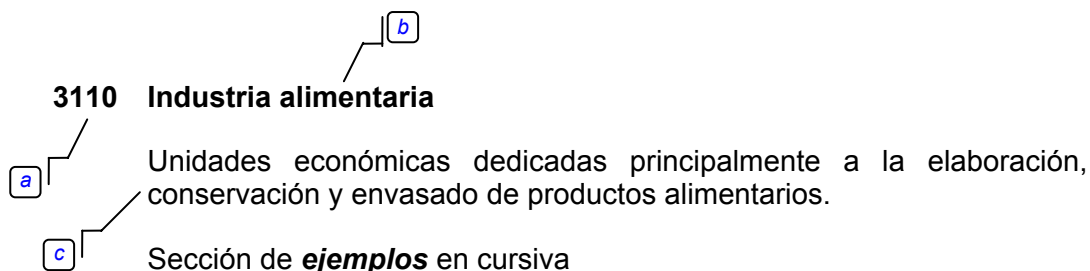 b
3110 Industria alimentaria
a
Unidades económicas dedicadas principalmente a la elaboración,
conservación y envasado de productos alimentarios.
c
Sección de ejemplos en cursiva